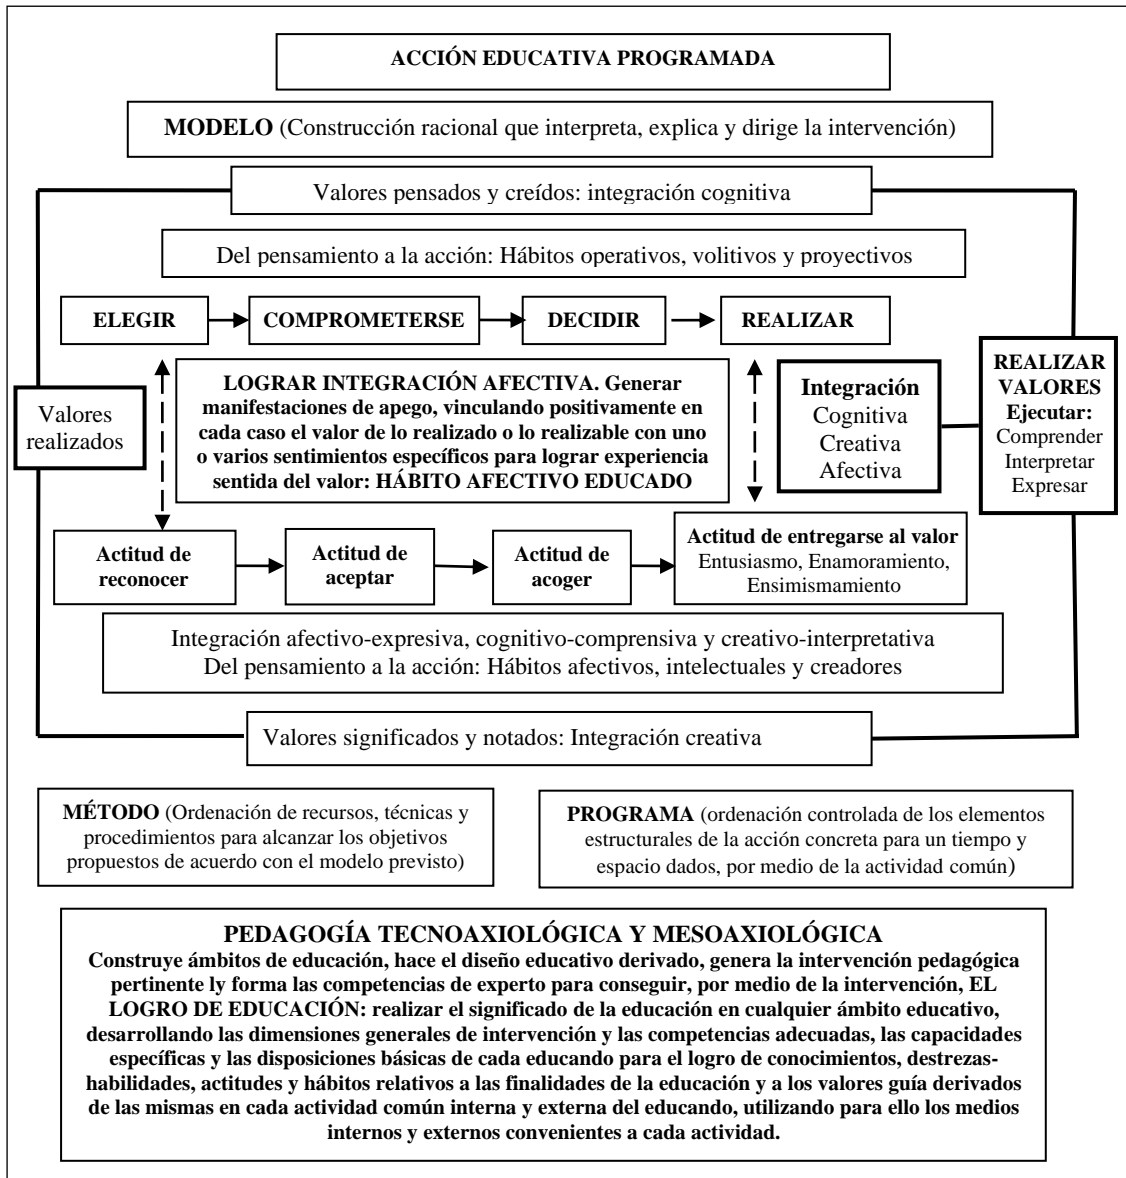 ACCIÓN EDUCATIVA PROGRAMADA
MODELO (Construcción racional que interpreta, explica y dirige la intervención)
Valores pensados y creídos: integración cognitiva
Del pensamiento a la acción: Hábitos operativos, volitivos y proyectivos
ELEGIR
COMPROMETERSE
DECIDIR
REALIZAR
Valores
realizados
LOGRAR INTEGRACIÓN AFECTIVA. Generar
manifestaciones de apego, vinculando positivamente en
cada caso el valor de lo realizado o lo realizable con uno
o varios sentimientos específicos para lograr experiencia
sentida del valor: HÁBITO AFECTIVO EDUCADO
Integración
Cognitiva
Creativa
Afectiva
REALIZAR
VALORES
Ejecutar:
Comprender
Interpretar
Expresar
Actitud de
reconocer
Actitud de
aceptar
Actitud de
acoger
Actitud de entregarse al valor
Entusiasmo, Enamoramiento,
Ensimismamiento
Integración afectivo-expresiva, cognitivo-comprensiva y creativo-interpretativa
Del pensamiento a la acción: Hábitos afectivos, intelectuales y creadores
Valores significados y notados: Integración creativa
MÉTODO (Ordenación de recursos, técnicas y
procedimientos para alcanzar los objetivos
propuestos de acuerdo con el modelo previsto)
PROGRAMA (ordenación controlada de los elementos
estructurales de la acción concreta para un tiempo y
espacio dados, por medio de la actividad común)
PEDAGOGÍA TECNOAXIOLÓGICA Y MESOAXIOLÓGICA
Construye ámbitos de educación, hace el diseño educativo derivado, genera la intervención pedagógica
pertinente ly forma las competencias de experto para conseguir, por medio de la intervención, EL
LOGRO DE EDUCACIÓN: realizar el significado de la educación en cualquier ámbito educativo,
desarrollando las dimensiones generales de intervención y las competencias adecuadas, las capacidades
específicas y las disposiciones básicas de cada educando para el logro de conocimientos, destrezas-
habilidades, actitudes y hábitos relativos a las finalidades de la educación y a los valores guía derivados
de las mismas en cada actividad común interna y externa del educando, utilizando para ello los medios
internos y externos convenientes a cada actividad.